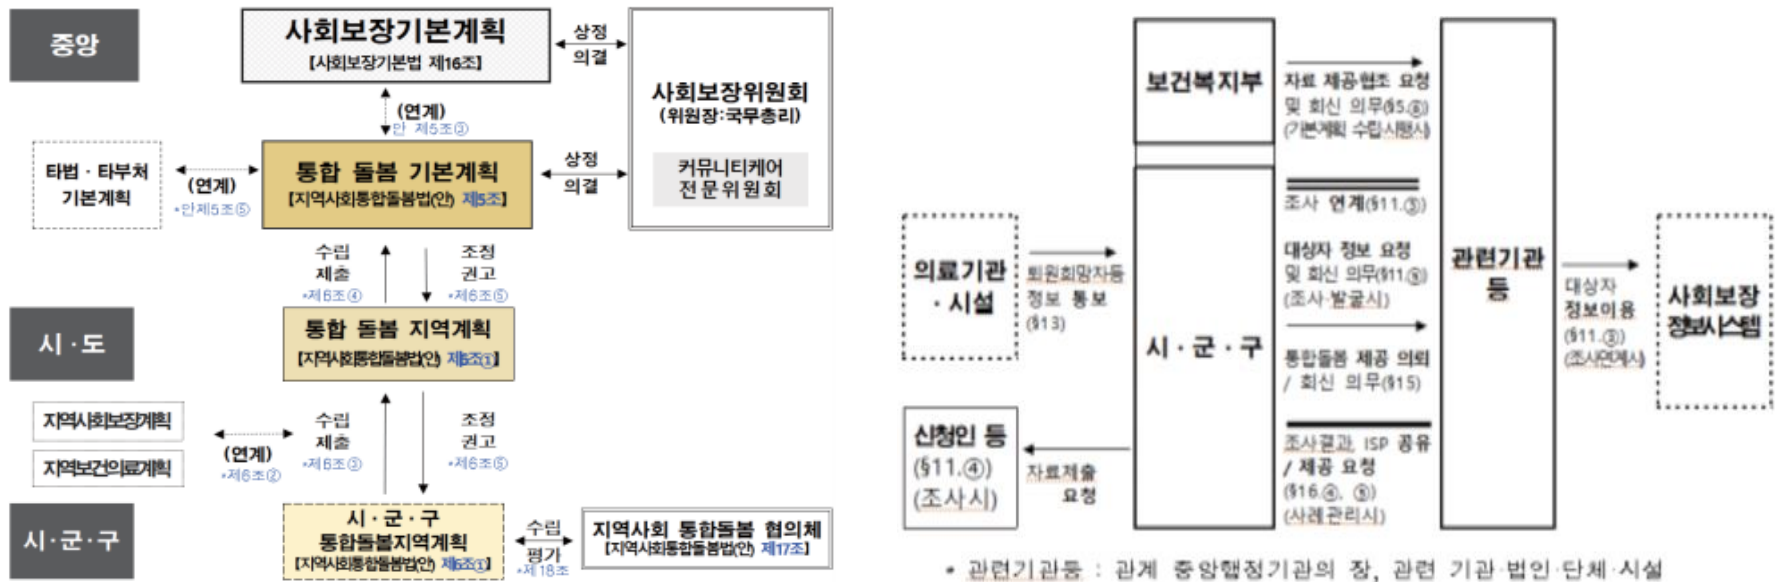 중앙
사회보장기본계획
【사회보장기본법 제16조】
상정
의결
사회보장위원회
(위원장:국무총리)
커뮤니티케어
전문위원회
(연계)
안 제5조③
타법·타부처
기본계획
(연계)
*안제5조⑤
통합 돌봄 기본계획
【지역사회통합돌봄법(안) 제5조】
상정
의결
수립
제출
*제6조④
조정
권고
*제6조⑤
시·도
통합 돌봄 지역계획
【지역사회통합돌봄법(안) 제6조①】
지역사회보장계획
지역보건의료계획
(연계)
*제6조②
수립
제출
*제6조③
조정
권고
*제6조⑤
시·군·구
시·군·구
통합돌봄지역계획
【지역사회통합돌봄법(안) 제6조①】
수립
평가
*제18조
지역사회 통합돌봄 협의체
【지역사회통합돌봄법(안) 제17조】
보건복지부
자료 제공·협조 요청
및 회신 의무(§5.⑥)
(기본계획 수립·시행시)
조사 연계(§11.③)
대상자 정보 요청
및 회신 의무(§11.⑤)
(조사·발굴시)
통합돌봄 제공 의뢰
/ 회신 의무(§15)
조사결과, ISP 공유
/ 제공 요청
(§16.④, ⑤)
(사례관리시)
의료기관
·시설
퇴원희망자등
정보 통보
(§13)
시·군·구
신청인 등
(§11.④)
(조사시)
자료제출
요청
관련기관
등
대상자
정보이용
(§11.③)
(조사연계시)
사회보장
정보시스템
* 관련기관등 : 관계 중앙행정기관의 장, 관련 기관·법인·단체·시설